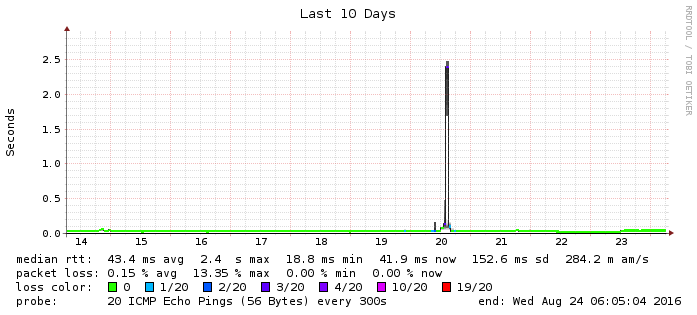 Last 10 Days
RRDTOOL / TOBI OETIKER
Seconds
2.5
2.0
1.5
1.0
0.5
0.0
14 15 16 17 18 19 20 21 22 23
median rtt: 43.4 ms avg 2.4 s max 18.8 ms min 41.9 ms now 152.6 ms sd 284.2 m am/s
packet loss: 0.15 % avg 13.35 % max 0.00 % min 0.00 % now
loss color: 0 1/20 2/20 3/20 4/20 10/20 19/20
probe: 20 ICMP Echo Pings (56 Bytes) every 300s end: Wed Aug 24 06:05:04 2016